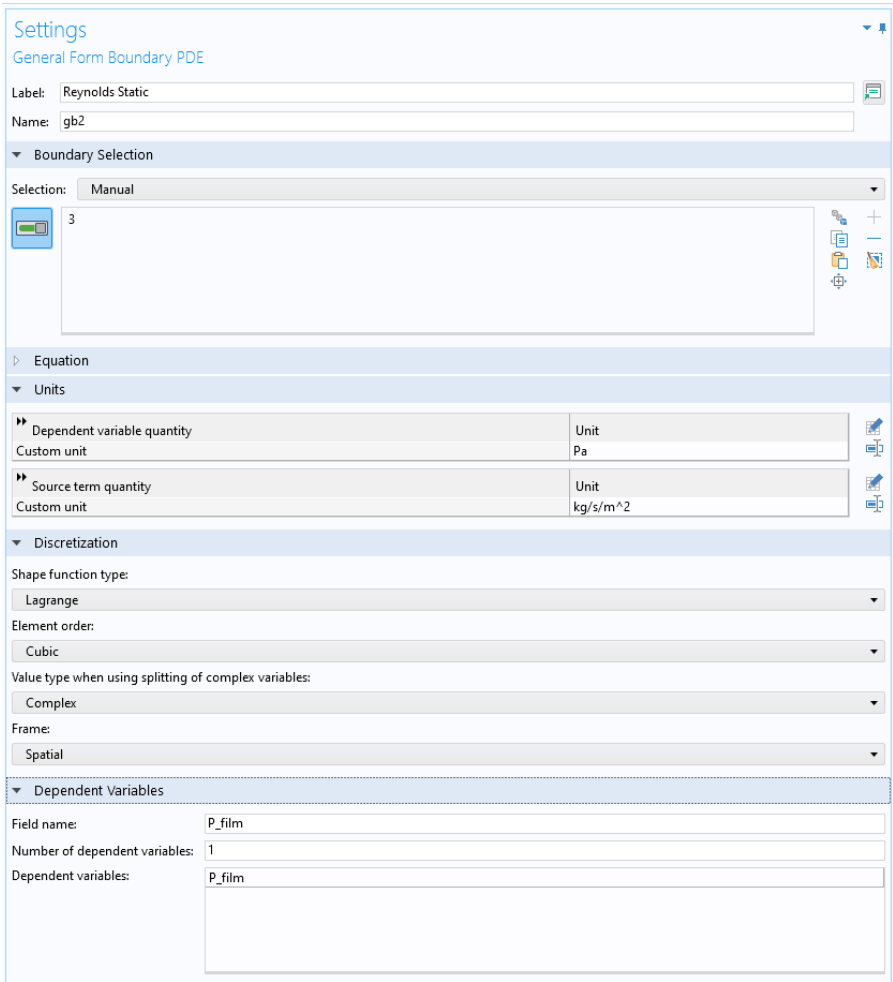 Settings
General Form Boundary PDE
Label: Reynolds Static
Name: gb2
Boundary Selection
Selection: Manual
3
Equation
Units
Dependent variable quantity Unit
Custom unit Pa
Source term quantity Unit
Custom unit kg/s/m^2
Discretization
Shape function type:
Lagrange
Element order:
Cubic
Value type when using splitting of complex variables:
Complex
Frame:
Spatial
Dependent Variables
Field name: P_film
Number of dependent variables: 1
Dependent variables: P_film